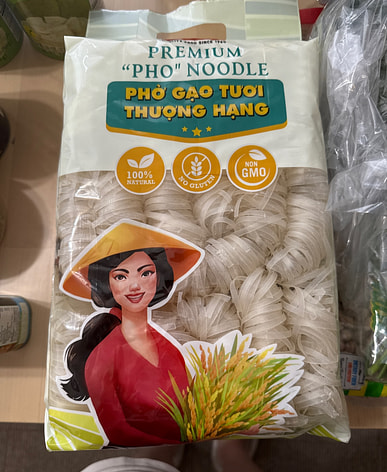 PREMIUM
"PHO" NOODLE
PHỞ GẠO TƯƠI
THƯỢNG HẠNG
100%
NATURAL
NO GLUTEN
NON
GMO